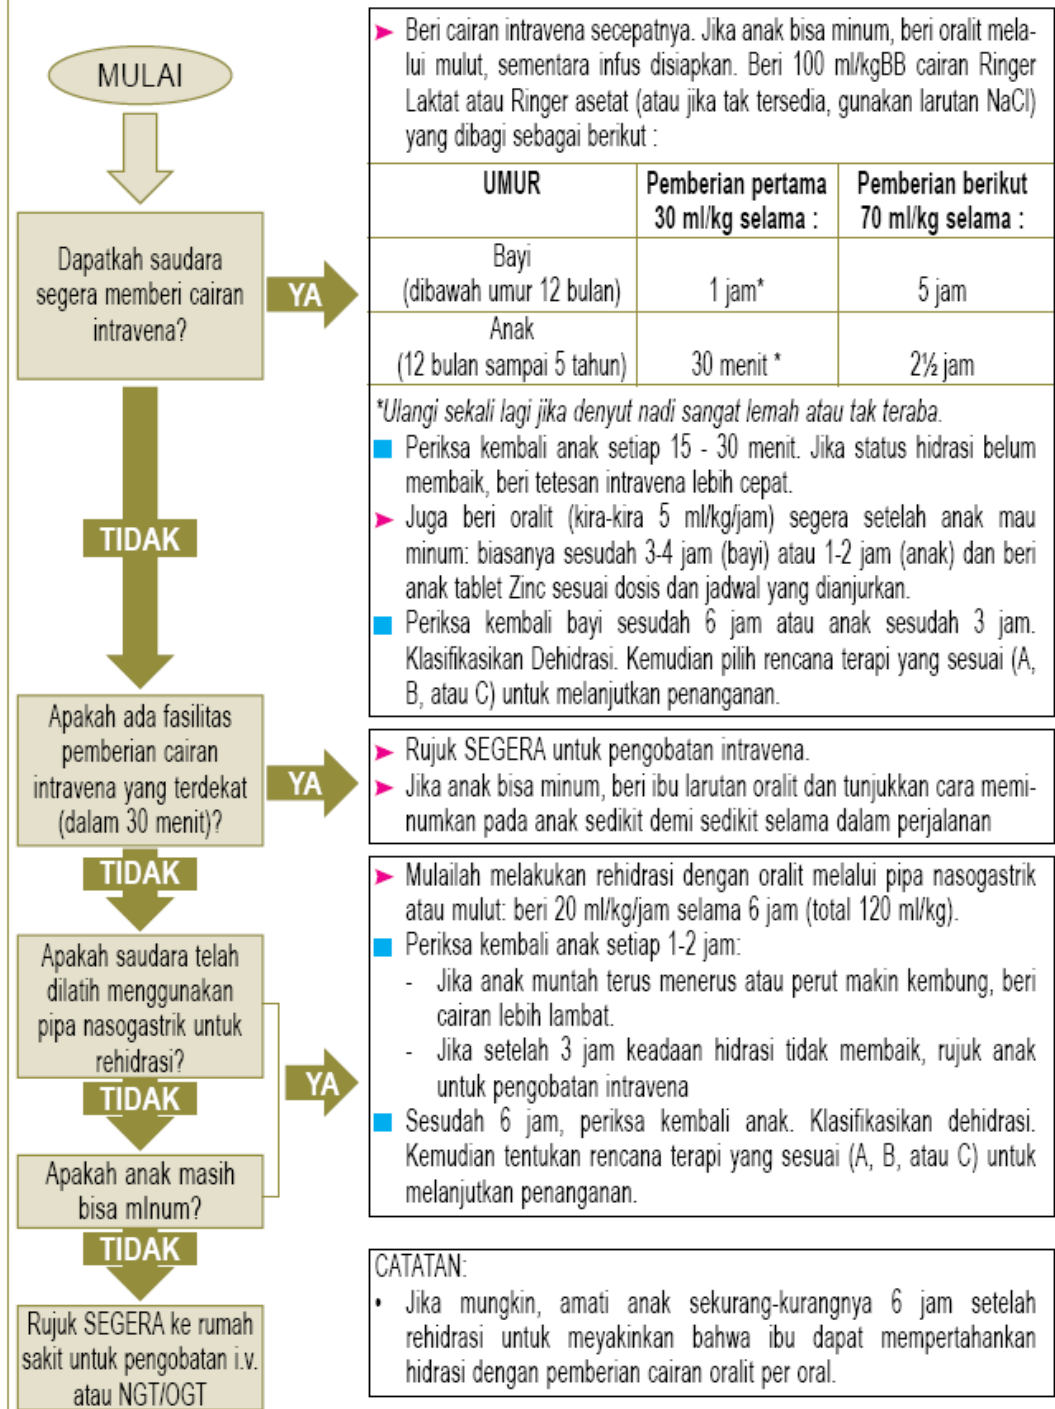 MULAI
Dapatkah saudara
segera memberi cairan
intravena?
YA
➤ Beri cairan intravena secepatnya. Jika anak bisa minum, beri oralit mela-
lui mulut, sementara infus disiapkan. Beri 100 ml/kgBB cairan Ringer
Laktat atau Ringer asetat (atau jika tak tersedia, gunakan larutan NaCl)
yang dibagi sebagai berikut :
UMUR
Pemberian pertama
30 ml/kg selama :
Pemberian berikut
70 ml/kg selama :
Bayi
(dibawah umur 12 bulan)
1 jam*
5 jam
Anak
(12 bulan sampai 5 tahun)
30 menit *
2½ jam
*Ulangi sekali lagi jika denyut nadi sangat lemah atau tak teraba.
■ Periksa kembali anak setiap 15 - 30 menit. Jika status hidrasi belum
membaik, beri tetesan intravena lebih cepat.
➤ Juga beri oralit (kira-kira 5 ml/kg/jam) segera setelah anak mau
minum: biasanya sesudah 3-4 jam (bayi) atau 1-2 jam (anak) dan beri
anak tablet Zinc sesuai dosis dan jadwal yang dianjurkan.
■ Periksa kembali bayi sesudah 6 jam atau anak sesudah 3 jam.
Klasifikasikan Dehidrasi. Kemudian pilih rencana terapi yang sesuai (A,
B, atau C) untuk melanjutkan penanganan.
TIDAK
Apakah ada fasilitas
pemberian cairan
intravena yang terdekat
(dalam 30 menit)?
YA
➤ Rujuk SEGERA untuk pengobatan intravena.
➤ Jika anak bisa minum, beri ibu larutan oralit dan tunjukkan cara memi-
numkan pada anak sedikit demi sedikit selama dalam perjalanan
TIDAK
Apakah saudara telah
dilatih menggunakan
pipa nasogastrik untuk
rehidrasi?
TIDAK
Apakah anak masih
bisa mInum?
YA
➤ Mulailah melakukan rehidrasi dengan oralit melalui pipa nasogastrik
atau mulut: beri 20 ml/kg/jam selama 6 jam (total 120 ml/kg).
■ Periksa kembali anak setiap 1-2 jam:
- Jika anak muntah terus menerus atau perut makin kembung, beri
cairan lebih lambat.
- Jika setelah 3 jam keadaan hidrasi tidak membaik, rujuk anak
untuk pengobatan intravena
■ Sesudah 6 jam, periksa kembali anak. Klasifikasikan dehidrasi.
Kemudian tentukan rencana terapi yang sesuai (A, B, atau C) untuk
melanjutkan penanganan.
TIDAK
Rujuk SEGERA ke rumah
sakit untuk pengobatan i.v.
atau NGT/OGT
CATATAN:
• Jika mungkin, amati anak sekurang-kurangnya 6 jam setelah
rehidrasi untuk meyakinkan bahwa ibu dapat mempertahankan
hidrasi dengan pemberian cairan oralit per oral.